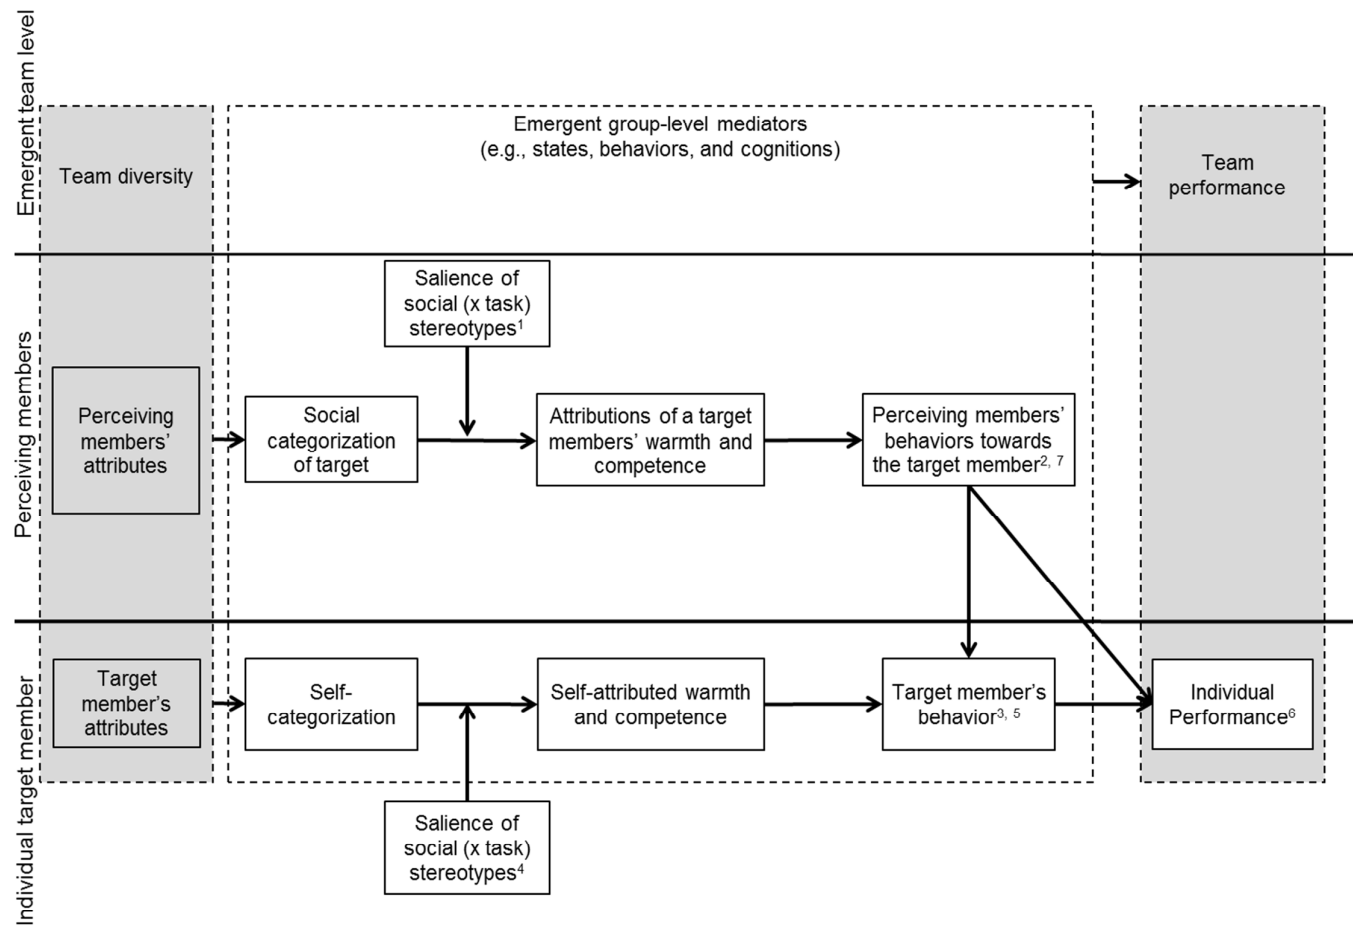 Emergent team level
Team diversity
Emergent group-level mediators
(e.g., states, behaviors, and cognitions)
Team
performance
Perceiving members
Salience of
social (x task)
stereotypes¹
Perceiving
members’
attributes
Social
categorization
of target
Attributions of a target
members’ warmth and
competence
Perceiving members’
behaviors towards
the target member²,⁷
Individual target member
Target
member’s
attributes
Self-
categorization
Self-attributed warmth
and competence
Target member’s
behavior³,⁵
Individual
Performance⁶
Salience of
social (x task)
stereotypes⁴